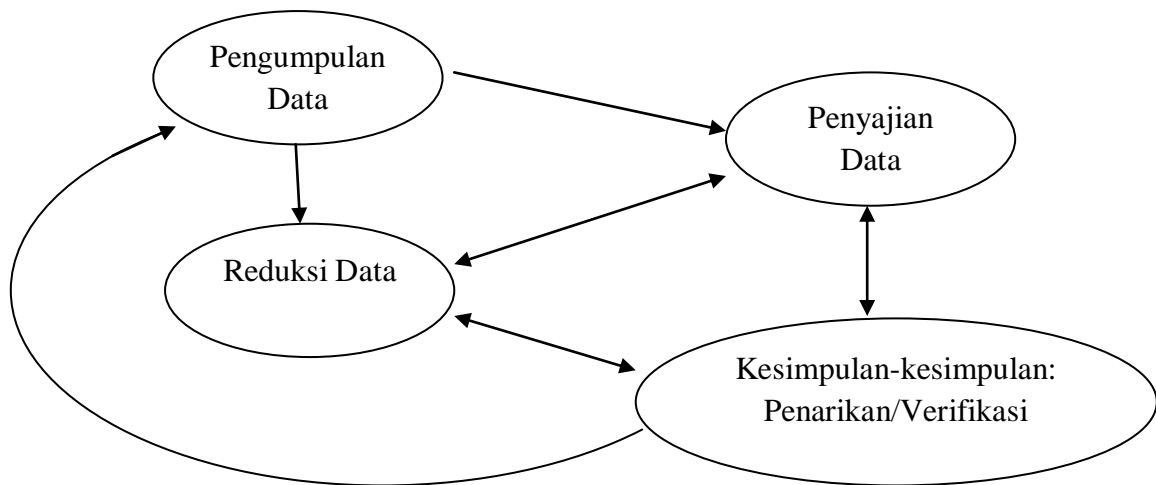 Pengumpulan
Data
Penyajian
Data
Reduksi Data
Kesimpulan-kesimpulan:
Penarikan/Verifikasi